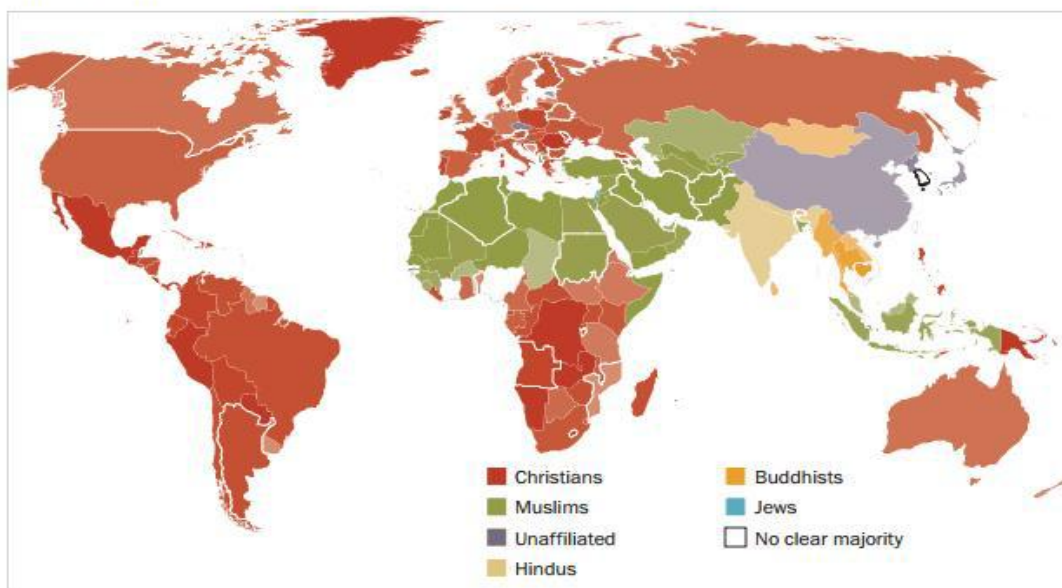 Christians
Muslims
Unaffiliated
Hindus
Buddhists
Jews
No clear majority